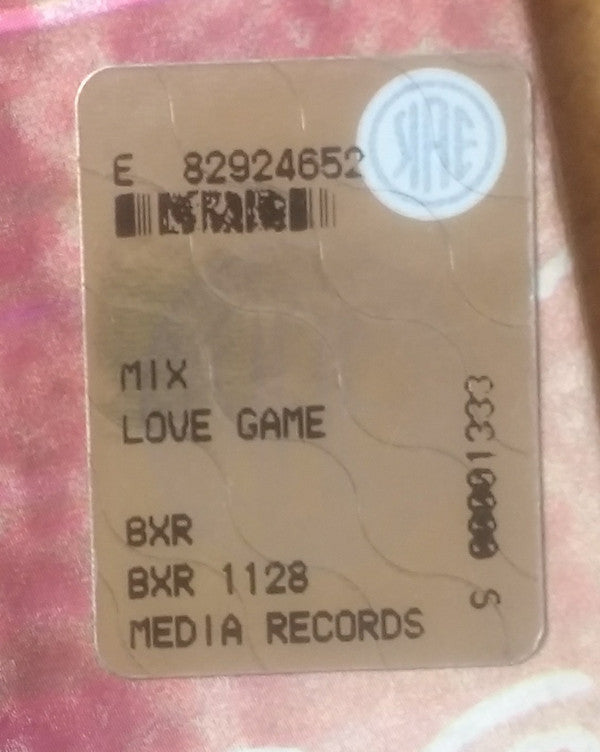 E 82924652
MIX
LOVE GAME
BXR
BXR 1128
MEDIA RECORDS
S 00001333